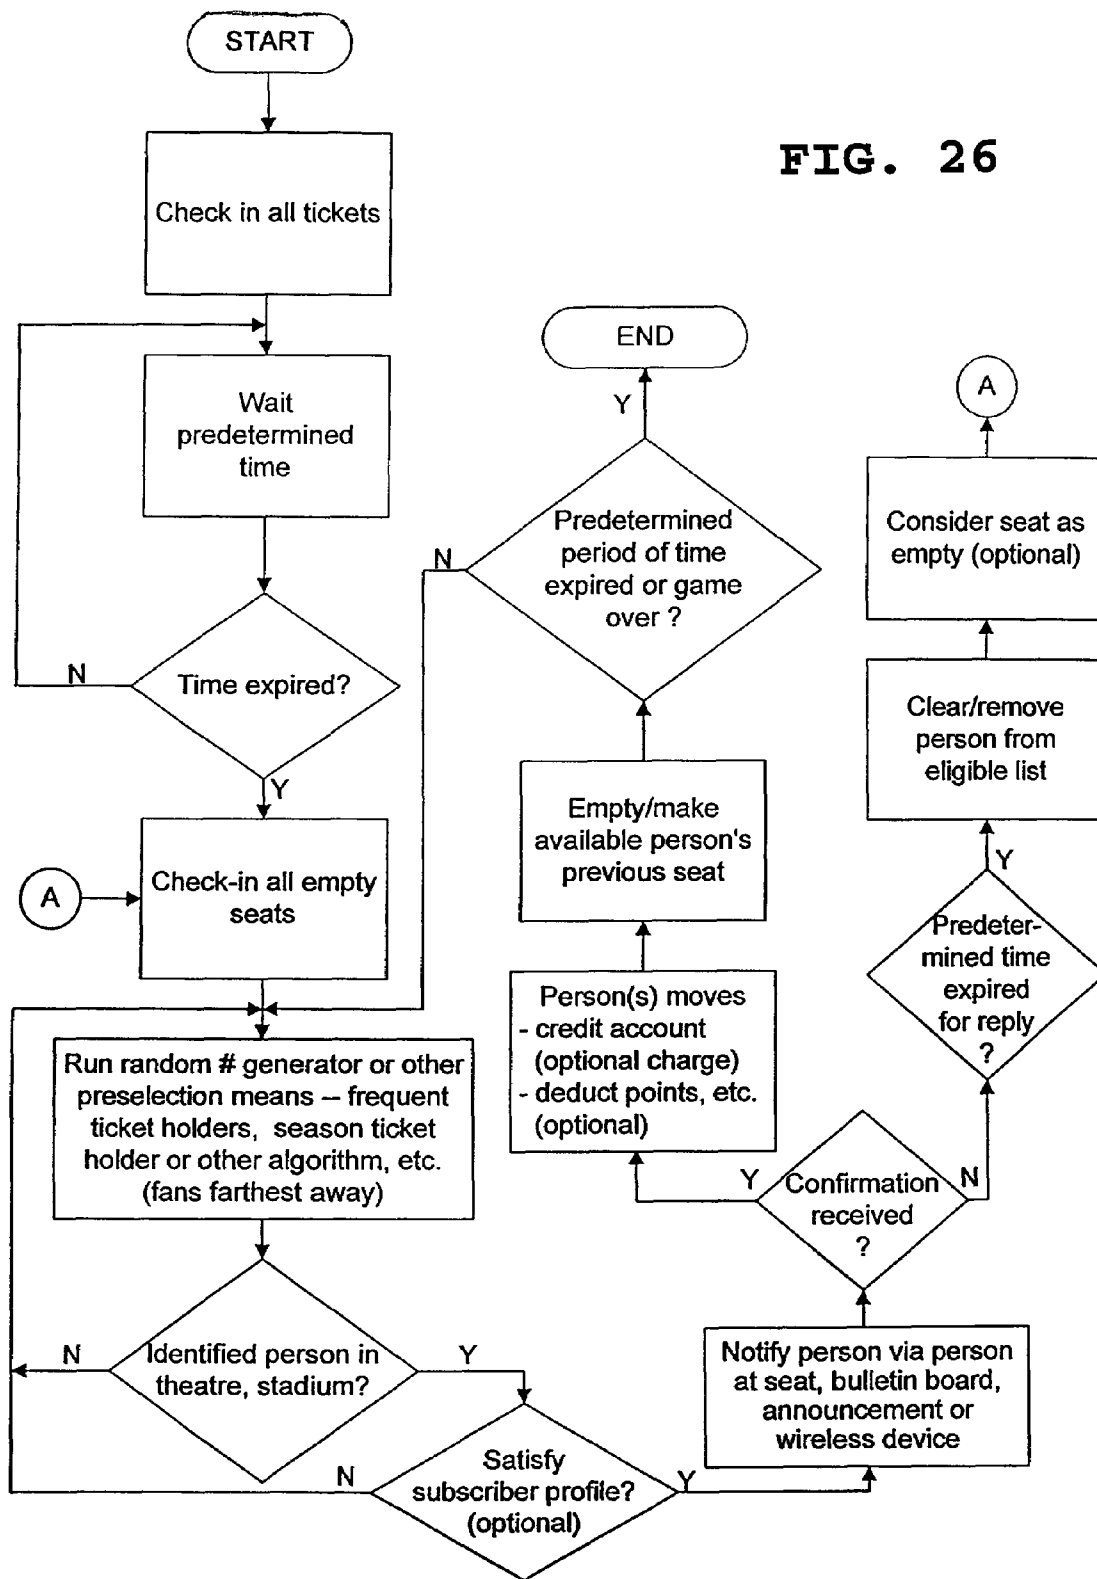 START
FIG. 26
Check in all tickets
Wait
predetermined
time
Time expired?
N
Y
A
Check-in all empty
seats
Run random # generator or other
preselection means – frequent
ticket holders, season ticket
holder or other algorithm, etc.
(fans farthest away)
Identified person in
theatre, stadium?
N
Y
Satisfy
subscriber profile?
(optional)
N
Y
Notify person via person
at seat, bulletin board,
announcement or
wireless device
Confirmation
received
?
Y
N
Person(s) moves
- credit account
(optional charge)
- deduct points, etc.
(optional)
Empty/make
available person's
previous seat
Predetermined
period of time
expired or game
over ?
N
Y
END
Predeter-
mined time
expired
for reply
?
Y
Clear/remove
person from
eligible list
Consider seat as
empty (optional)
A